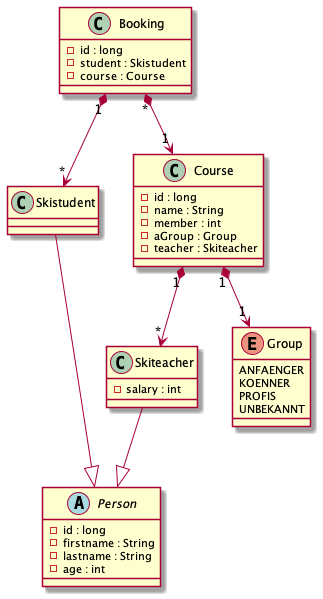 C Booking
id : long
student : Skistudent
course : Course
1 *
* 1
C Skistudent
C Course
id : long
name : String
member : int
aGroup : Group
teacher : Skiteacher
1 1
* 1
C Skiteacher
salary : int
E Group
ANFAENGER
KOENNER
PROFIS
UNBEKANNT
A Person
id : long
firstname : String
lastname : String
age : int